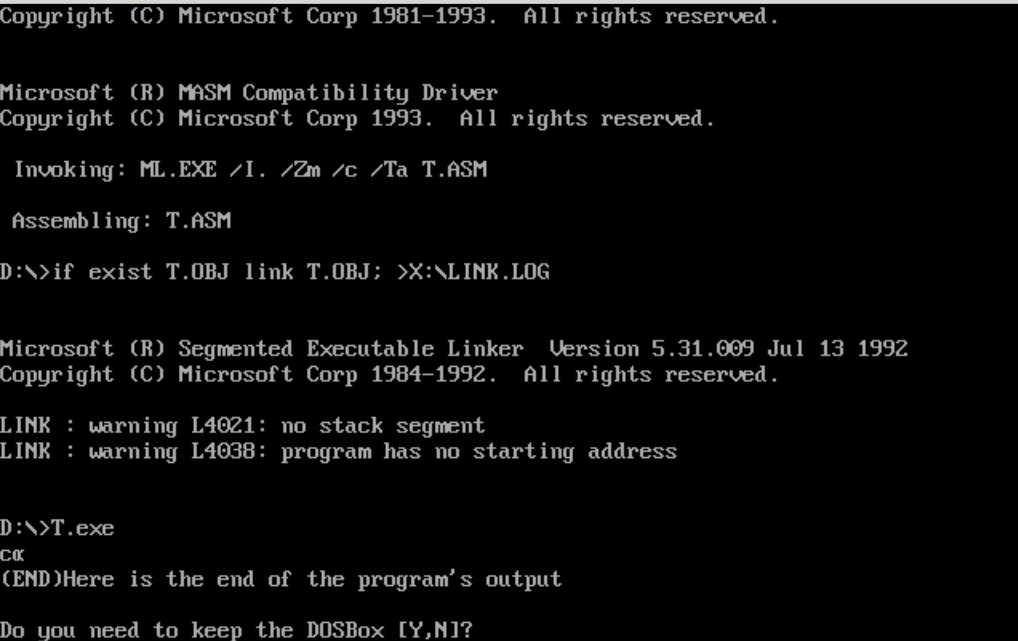 Copyright (C) Microsoft Corp 1981-1993.  All rights reserved.
Microsoft (R) MASM Compatibility Driver
Copyright (C) Microsoft Corp 1993.  All rights reserved.
Invoking: ML.EXE /I. /Zm /c /Ta T.ASM
Assembling: T.ASM
D:\>if exist T.OBJ link T.OBJ; >X:\LINK.LOG
Microsoft (R) Segmented Executable Linker  Version 5.31.009 Jul 13 1992
Copyright (C) Microsoft Corp 1984-1992.  All rights reserved.
LINK : warning L4021: no stack segment
LINK : warning L4038: program has no starting address
D:\>T.exe
cα
(END)Here is the end of the program's output
Do you need to keep the DOSBox [Y,N]?